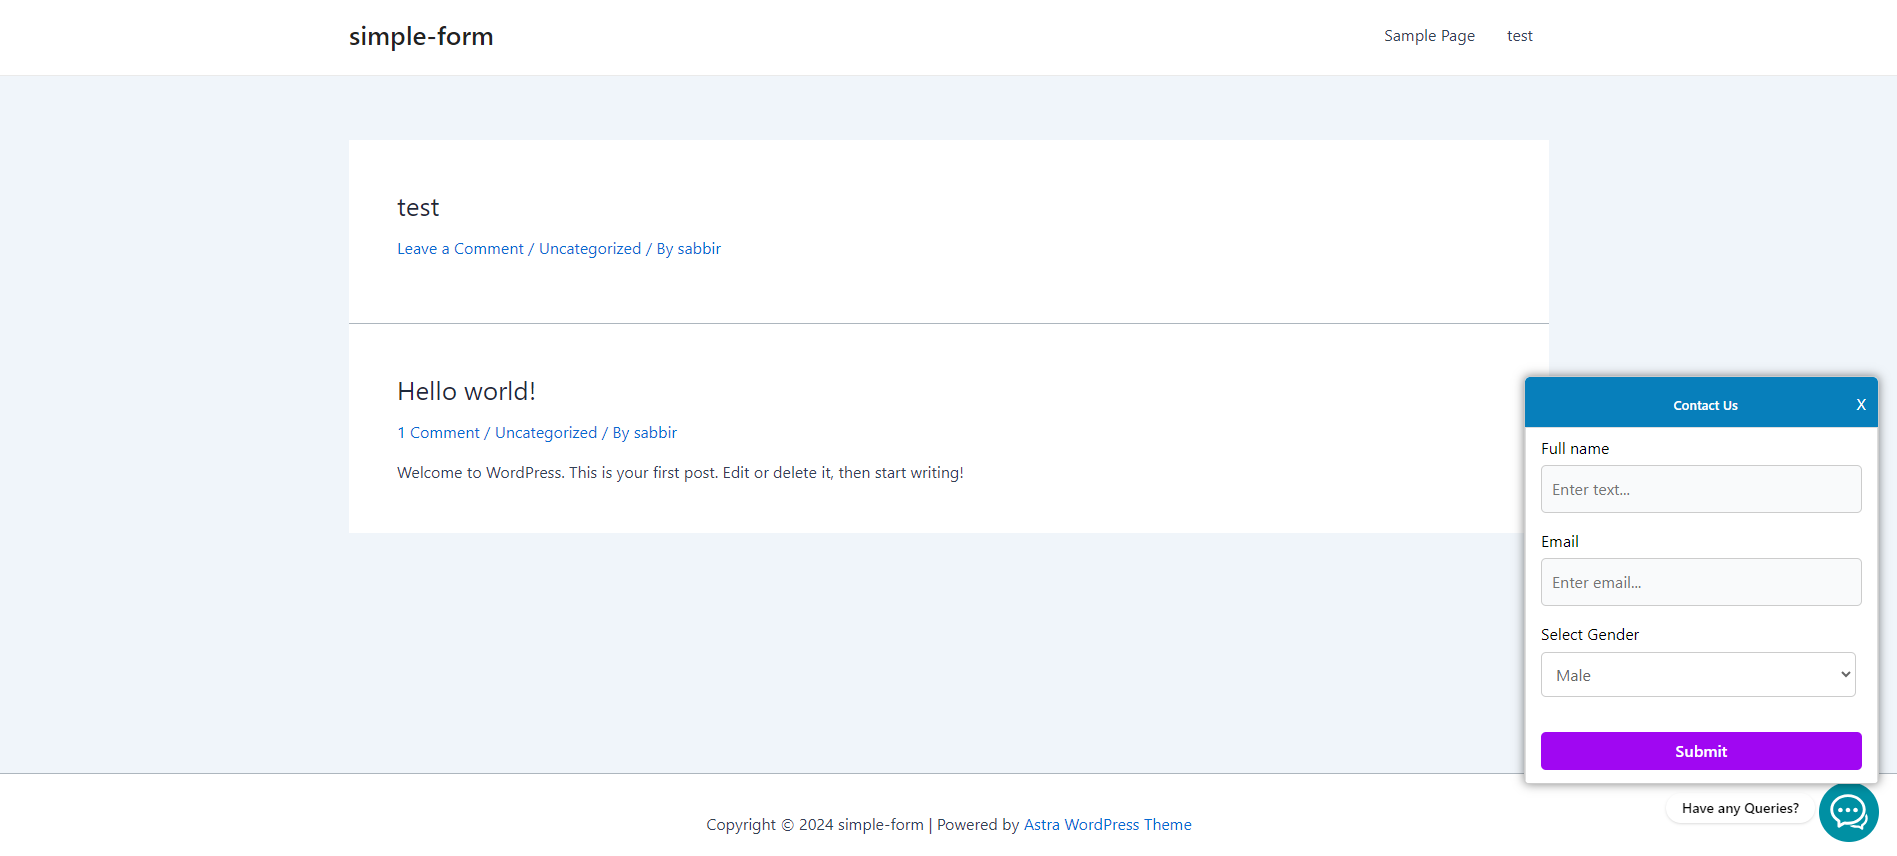 simple-form
Sample Page
test
test
Leave a Comment / Uncategorized / By sabbir
Hello world!
1 Comment / Uncategorized / By sabbir
Welcome to WordPress. This is your first post. Edit or delete it, then start writing!
Contact Us
X
Full name
Enter text...
Email
Enter email...
Select Gender
Male
Submit
Have any Queries?
Copyright © 2024 simple-form | Powered by Astra WordPress Theme